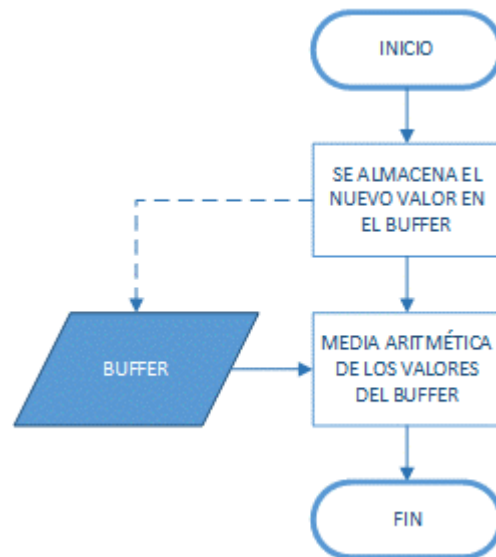 INICIO
SE ALMACENA EL
NUEVO VALOR EN
EL BUFFER
BUFFER
MEDIA ARITMÉTICA
DE LOS VALORES
DEL BUFFER
FIN